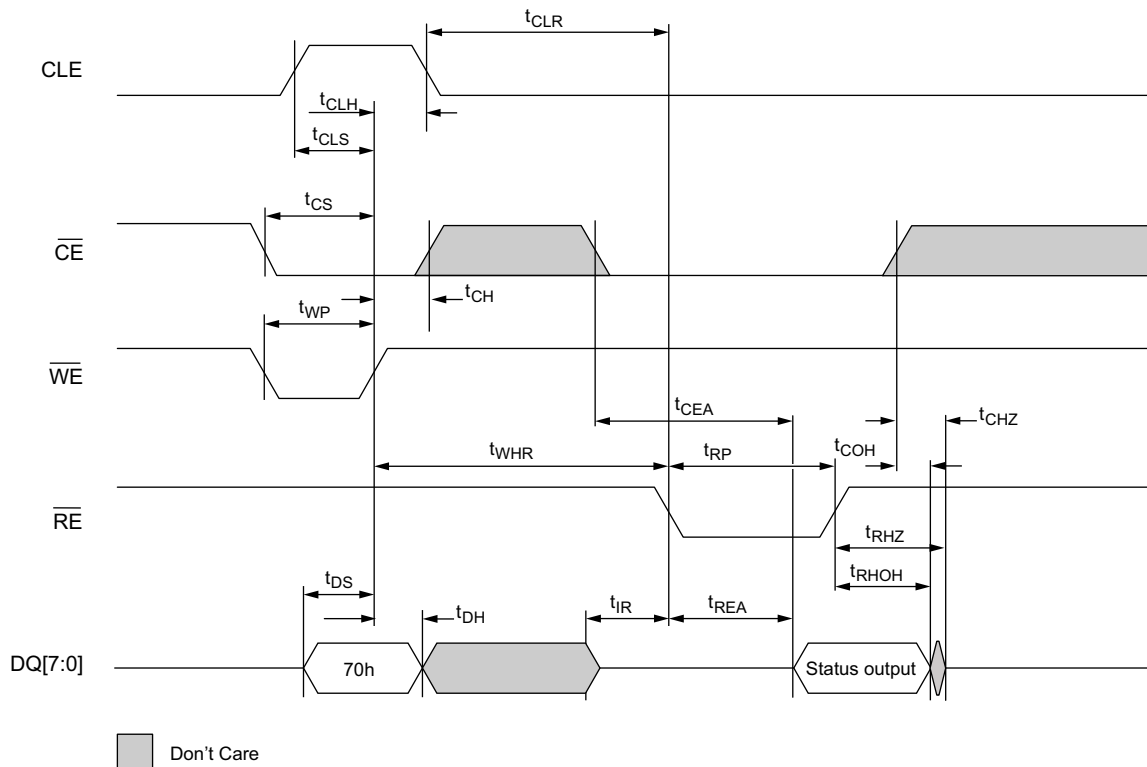 tCLR
CLE
tCLH
tCLS
tCS
CE
tCH
tWP
WE
tCEA
tCHZ
tWHR
tRP
tCOH
RE
tRHZ
tDS
tRHOH
tIR
tREA
tDH
DQ[7:0]
70h
Status output
Don't Care